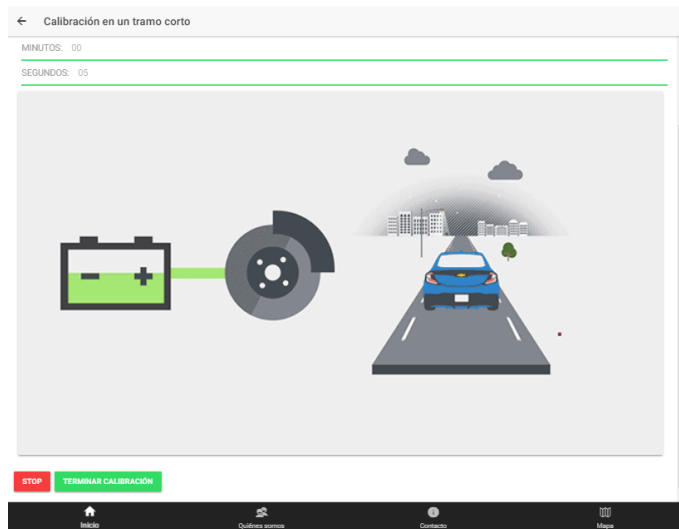 Calibración en un tramo corto
MINUTOS: 00
SEGUNDOS: 05
STOP TERMINAR CALIBRACIÓN
Inicio Quiénes somos Contacto Mapa